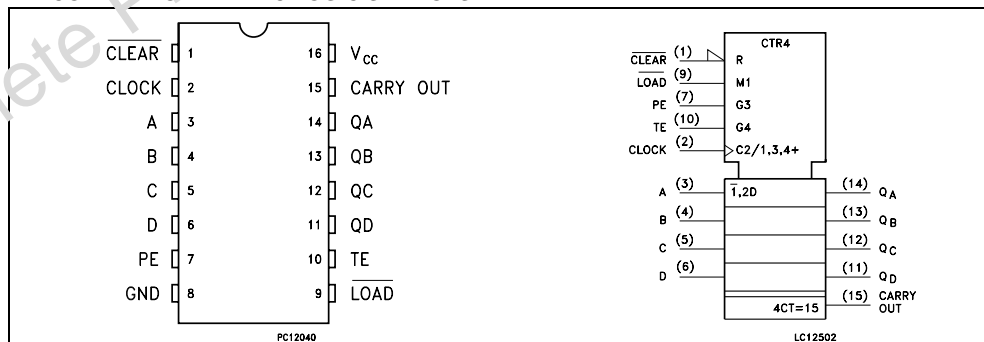 CLEAR 1 16 VCC
CLOCK 2 15 CARRY OUT
A 3 14 QA
B 4 13 QB
C 5 12 QC
D 6 11 QD
PE 7 10 TE
GND 8 9 LOAD
PC12040
CTR4
CLEAR (1) R
LOAD (9) M1
PE (7) G3
TE (10) G4
CLOCK (2) C2/1,3,4+
A (3) 1,2D (14) QA
B (4) (13) QB
C (5) (12) QC
D (6) (11) QD
4CT=15 (15) CARRY OUT
LC12502